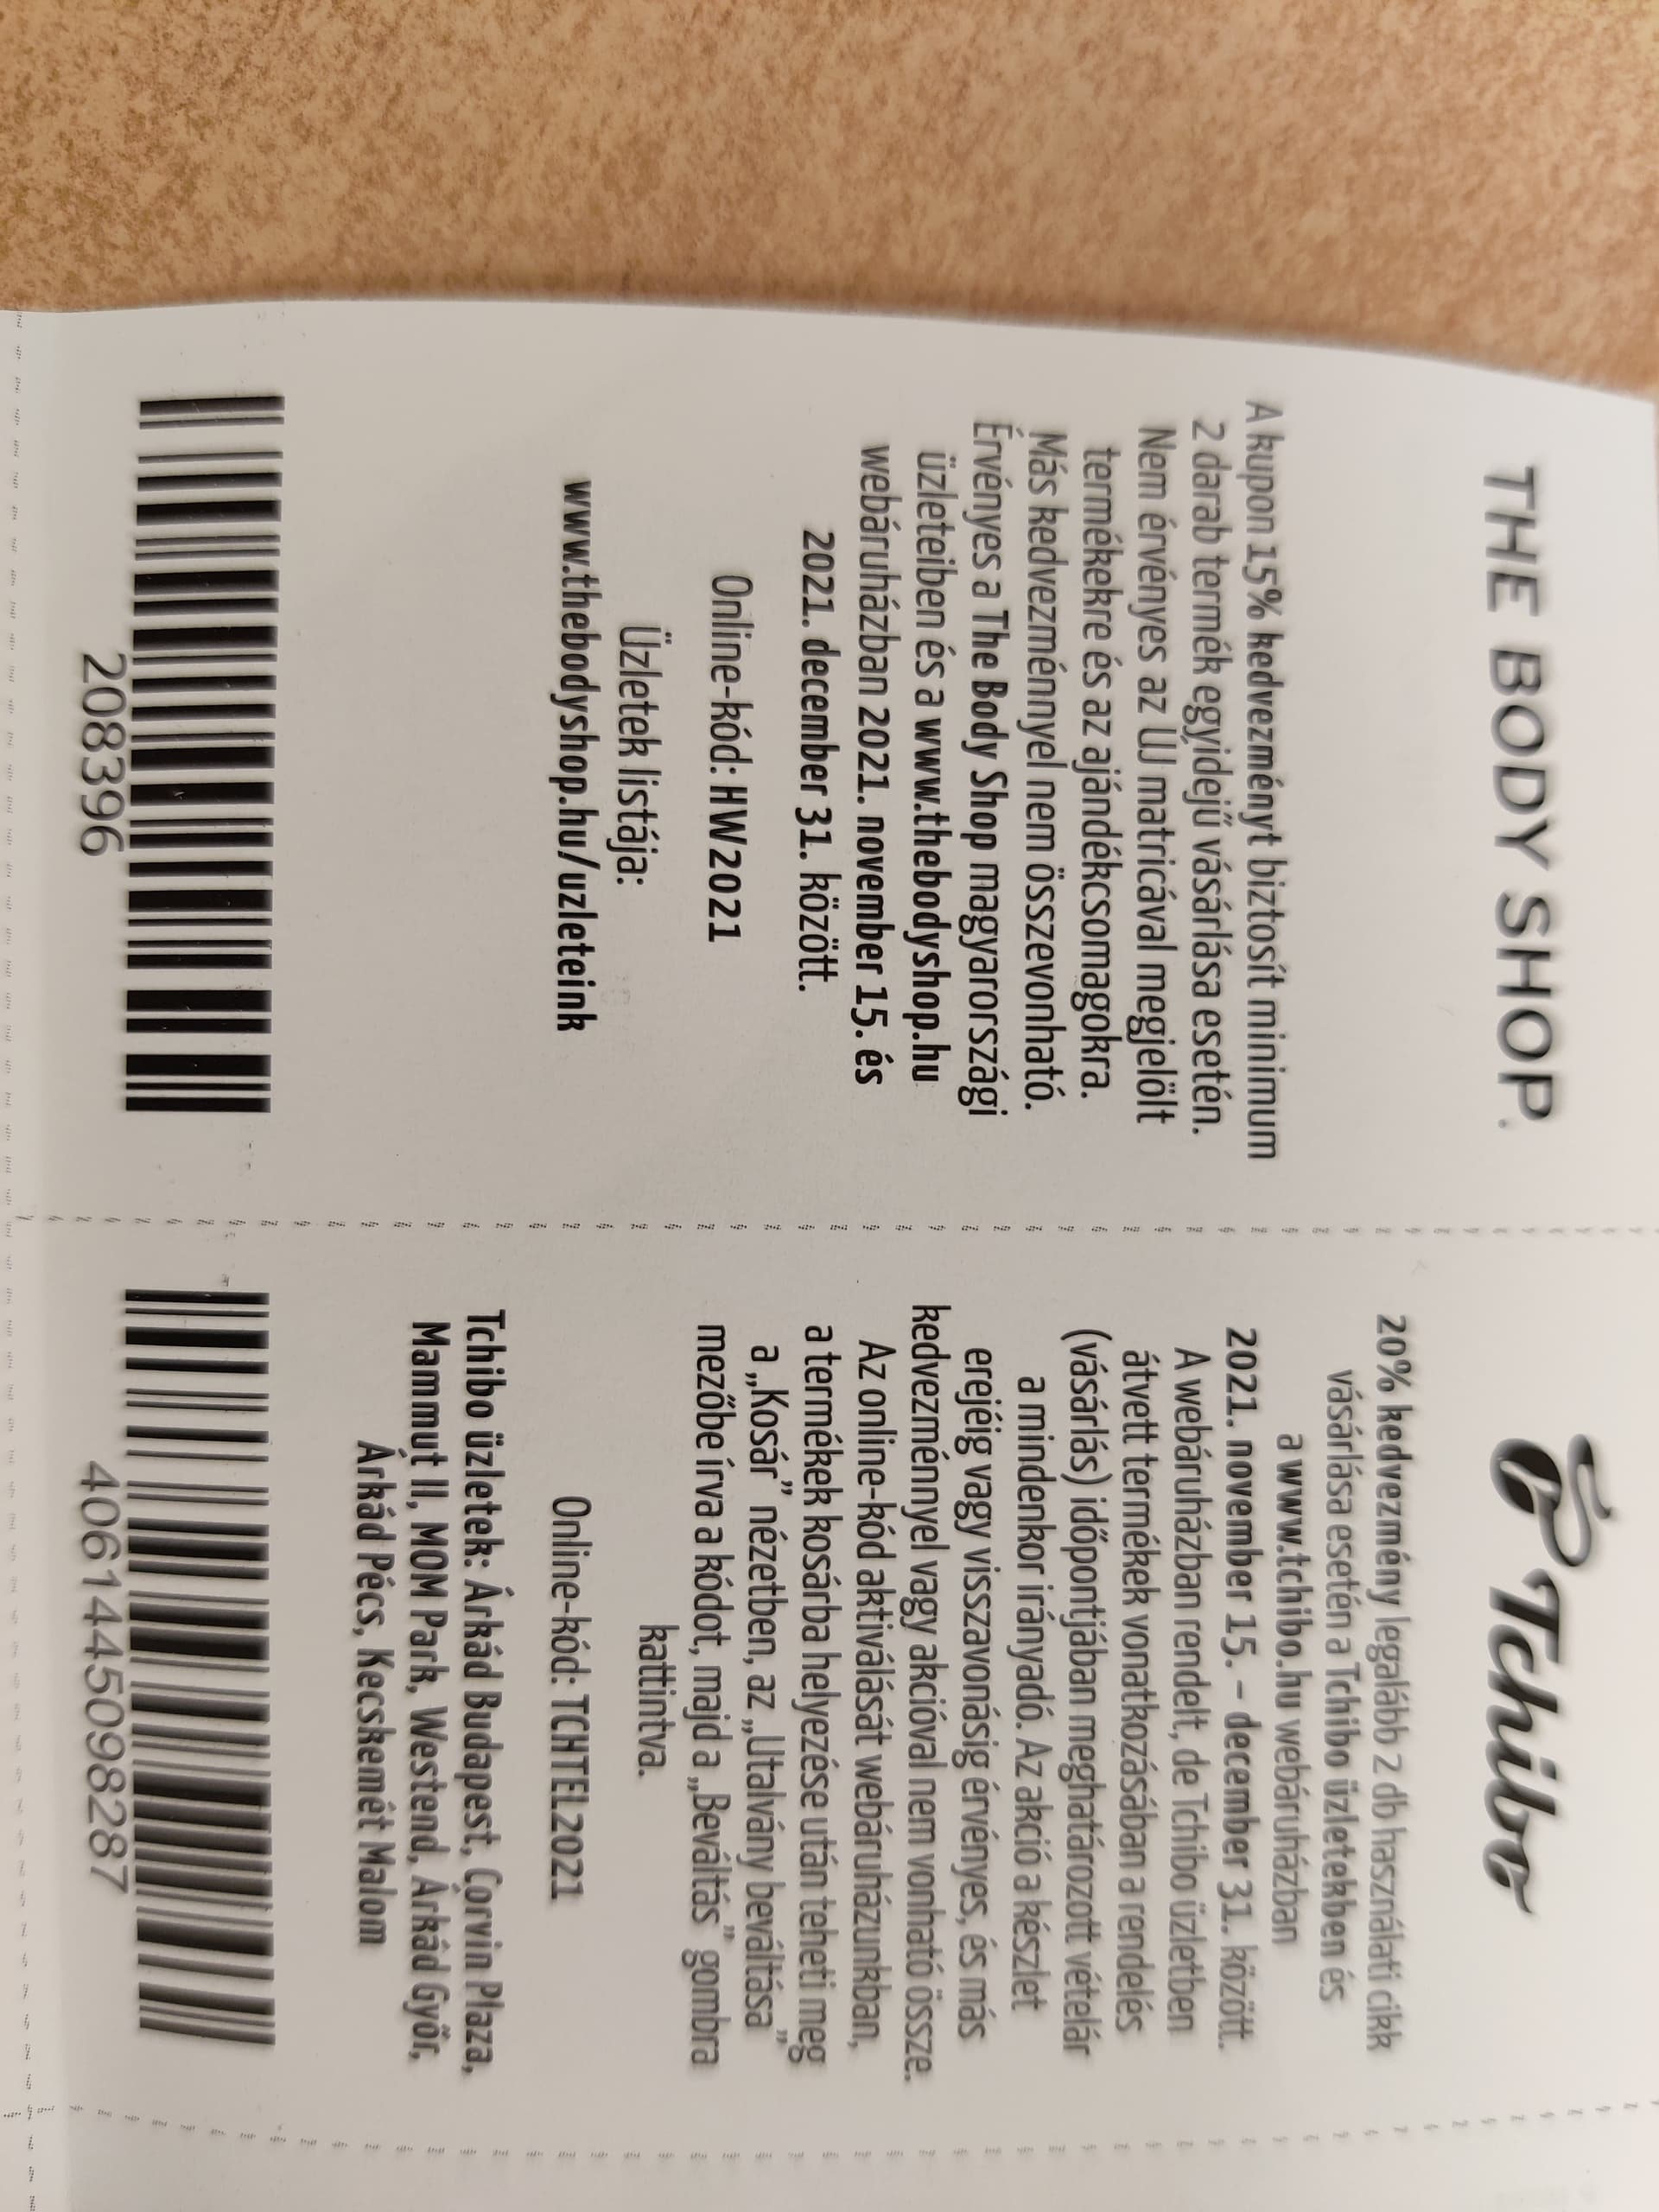 THE BODY SHOP.
A kupon 15% kedvezményt biztosít minimum
2 darab termék egyidejű vásárlása esetén.
Nem érvényes az ÚJ matricával megjelölt
termékekre és az ajándékcsomagokra.
Más kedvezménnyel nem összevonható.
Érvényes a The Body Shop magyarországi
üzleteiben és a www.thebodyshop.hu
webáruházban 2021. november 15. és
2021. december 31. között.
Online-kód: HW2021
Üzletek listája:
www.thebodyshop.hu/uzleteink
208396
Tchibo
20% kedvezmény legalább 2 db használati cikk
vásárlása esetén a Tchibo üzletekben és
a www.tchibo.hu webáruházban
2021. november 15. – december 31. között.
A webáruházban rendelt, de Tchibo üzletben
átvett termékek vonatkozásában a rendelés
(vásárlás) időpontjában meghatározott vételár
a mindenkor irányadó. Az akció a készlet
erejéig vagy visszavonásig érvényes, és más
kedvezménnyel vagy akcióval nem vonható össze.
Az online-kód aktiválását webáruházunkban,
a termékek kosárba helyezése után teheti meg
a „Kosár” nézetben, az „Utalvány beváltása”
mezőbe írva a kódot, majd a „Beváltás” gombra
kattintva.
Online-kód: TCHTEL2021
Tchibo üzletek: Árkád Budapest, Corvin Plaza,
Mammut II, MOM Park, Westend, Árkád Győr,
Árkád Pécs, Kecskemét Malom
4061445098287